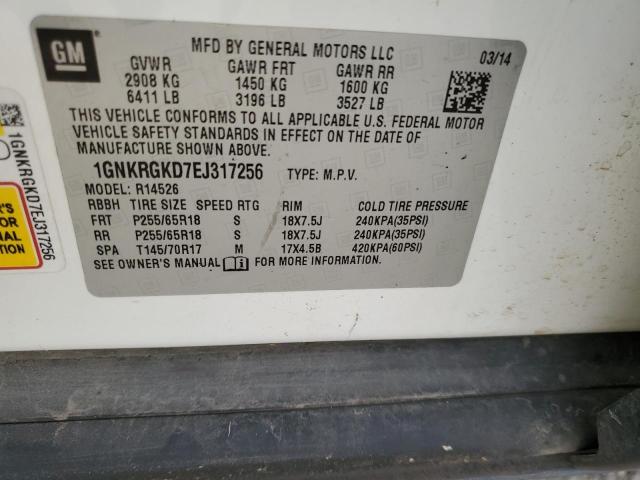 GM
MFD BY GENERAL MOTORS LLC
03/14
GVWR GAWR FRT GAWR RR
2908 KG 1450 KG 1600 KG
6411 LB 3196 LB 3527 LB
THIS VEHICLE CONFORMS TO ALL APPLICABLE U.S. FEDERAL MOTOR
VEHICLE SAFETY STANDARDS IN EFFECT ON THE DATE OF
MANUFACTURE SHOWN ABOVE.
1GNKRGKD7EJ317256 TYPE: M.P.V.
MODEL: R14526
RBBH TIRE SIZE SPEED RTG RIM COLD TIRE PRESSURE
FRT P255/65R18 S 18X7.5J 240KPA(35PSI)
RR P255/65R18 S 18X7.5J 240KPA(35PSI)
SPA T145/70R17 M 17X4.5B 420KPA(60PSI)
SEE OWNER'S MANUAL FOR MORE INFORMATION.
1GNKRGKD7EJ317256